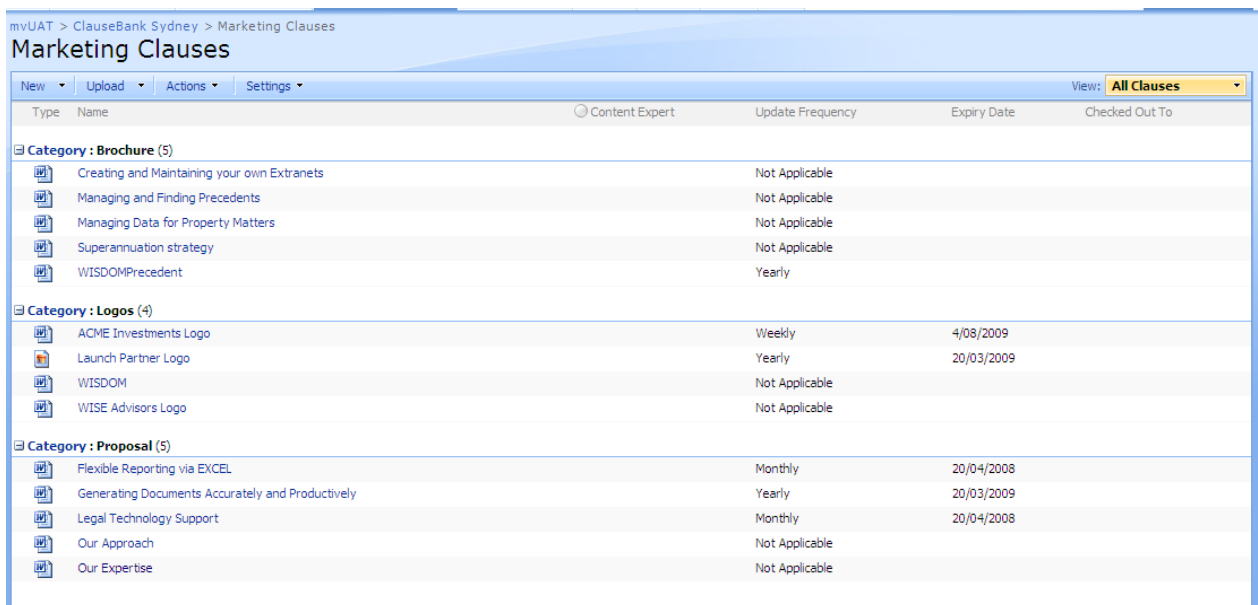 mvUAT > ClauseBank Sydney > Marketing Clauses
Marketing Clauses
New Upload Actions Settings View: All Clauses
Type Name Content Expert Update Frequency Expiry Date Checked Out To
Category : Brochure (5)
Creating and Maintaining your own Extranets Not Applicable
Managing and Finding Precedents Not Applicable
Managing Data for Property Matters Not Applicable
Superannuation strategy Not Applicable
WISDOMPrecedent Yearly
Category : Logos (4)
ACME Investments Logo Weekly 4/08/2009
Launch Partner Logo Yearly 20/03/2009
WISDOM Not Applicable
WISE Advisors Logo Not Applicable
Category : Proposal (5)
Flexible Reporting via EXCEL Monthly 20/04/2008
Generating Documents Accurately and Productively Yearly 20/03/2009
Legal Technology Support Monthly 20/04/2008
Our Approach Not Applicable
Our Expertise Not Applicable